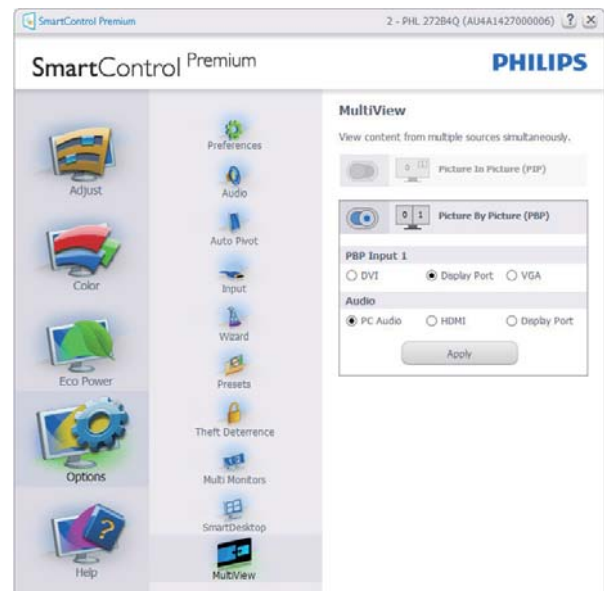 SmartControl Premium
2 - PHL 272B4Q (AU4A1427000006) ? X
SmartControl Premium
PHILIPS
Adjust
Color
Eco Power
Options
Help
Preferences
Audio
Auto Pivot
Input
Wizard
Presets
Theft Deterrence
Multi Monitors
SmartDesktop
MultiView
MultiView
View content from multiple sources simultaneously.
0 1 Picture In Picture (PIP)
0 1 Picture By Picture (PBP)
PBP Input 1
DVI Display Port VGA
Audio
PC Audio HDMI Display Port
Apply